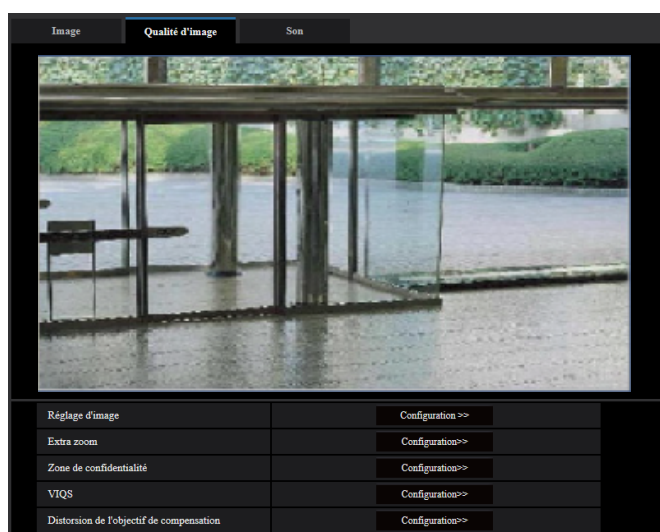 Image Qualité d'image Son
Réglage d'image Configuration >>
Extra zoom Configuration>>
Zone de confidentialité Configuration>>
VIQS Configuration>>
Distorsion de l'objectif de compensation Configuration>>